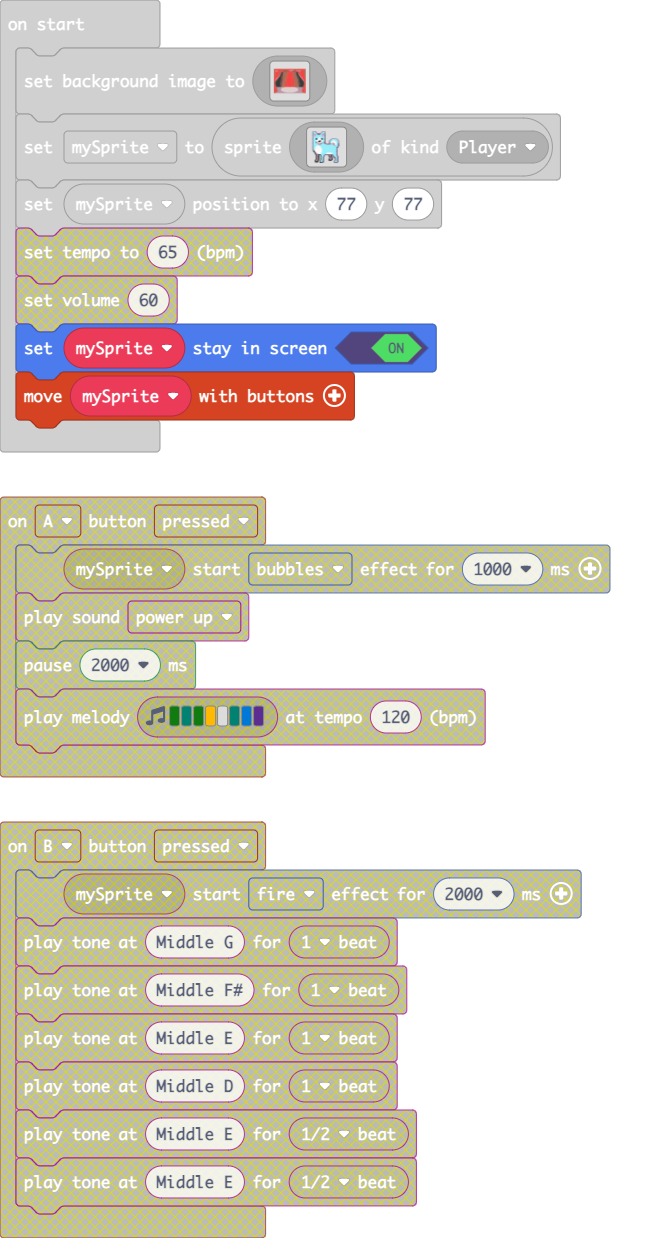 on start
set background image to
set mySprite to sprite of kind Player
set mySprite position to x 77 y 77
set tempo to 65 (bpm)
set volume 60
set mySprite stay in screen ON
move mySprite with buttons
on A button pressed
mySprite start bubbles effect for 1000 ms
play sound power up
pause 2000 ms
play melody at tempo 120 (bpm)
on B button pressed
mySprite start fire effect for 2000 ms
play tone at Middle G for 1 beat
play tone at Middle F# for 1 beat
play tone at Middle E for 1 beat
play tone at Middle D for 1 beat
play tone at Middle E for 1/2 beat
play tone at Middle E for 1/2 beat